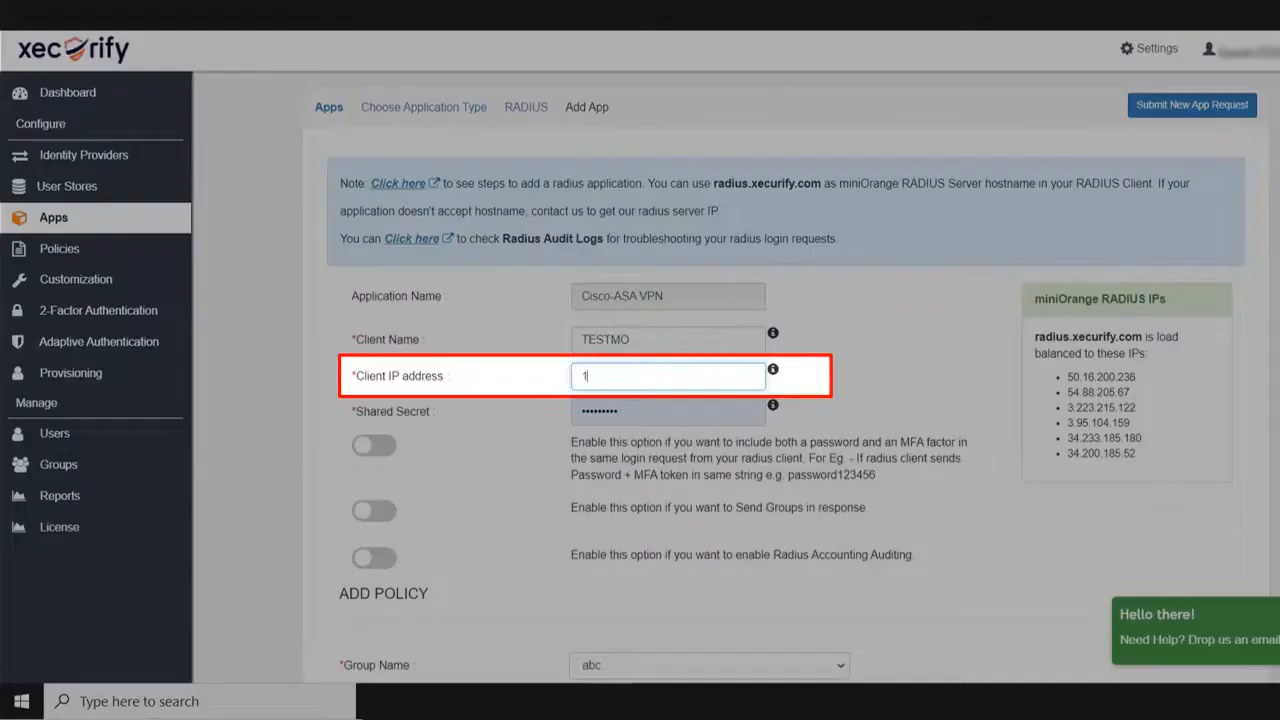 xecurify
Settings
Dashboard
Configure
Identity Providers
User Stores
Apps
Policies
Customization
2-Factor Authentication
Adaptive Authentication
Provisioning
Manage
Users
Groups
Reports
License
Apps Choose Application Type RADIUS Add App
Submit New App Request
Note: Click here to see steps to add a radius application. You can use radius.xecurify.com as miniOrange RADIUS Server hostname in your RADIUS Client. If your
application doesn't accept hostname, contact us to get our radius server IP
You can Click here to check Radius Audit Logs for troubleshooting your radius login requests.
Application Name : Cisco-ASA VPN
*Client Name : TESTMO
*Client IP address : 1
*Shared Secret : •••••••••
Enable this option if you want to include both a password and an MFA factor in
the same login request from your radius client. For Eg. - If radius client sends
Password + MFA token in same string e.g. password123456
Enable this option if you want to Send Groups in response
Enable this option if you want to enable Radius Accounting Auditing.
ADD POLICY
*Group Name : abc
miniOrange RADIUS IPs
radius.xecurify.com is load
balanced to these IPs:
• 50.16.200.236
• 54.88.205.67
• 3.223.215.122
• 3.95.104.159
• 34.233.185.180
• 34.200.185.52
Hello there!
Need Help? Drop us an email
Type here to search